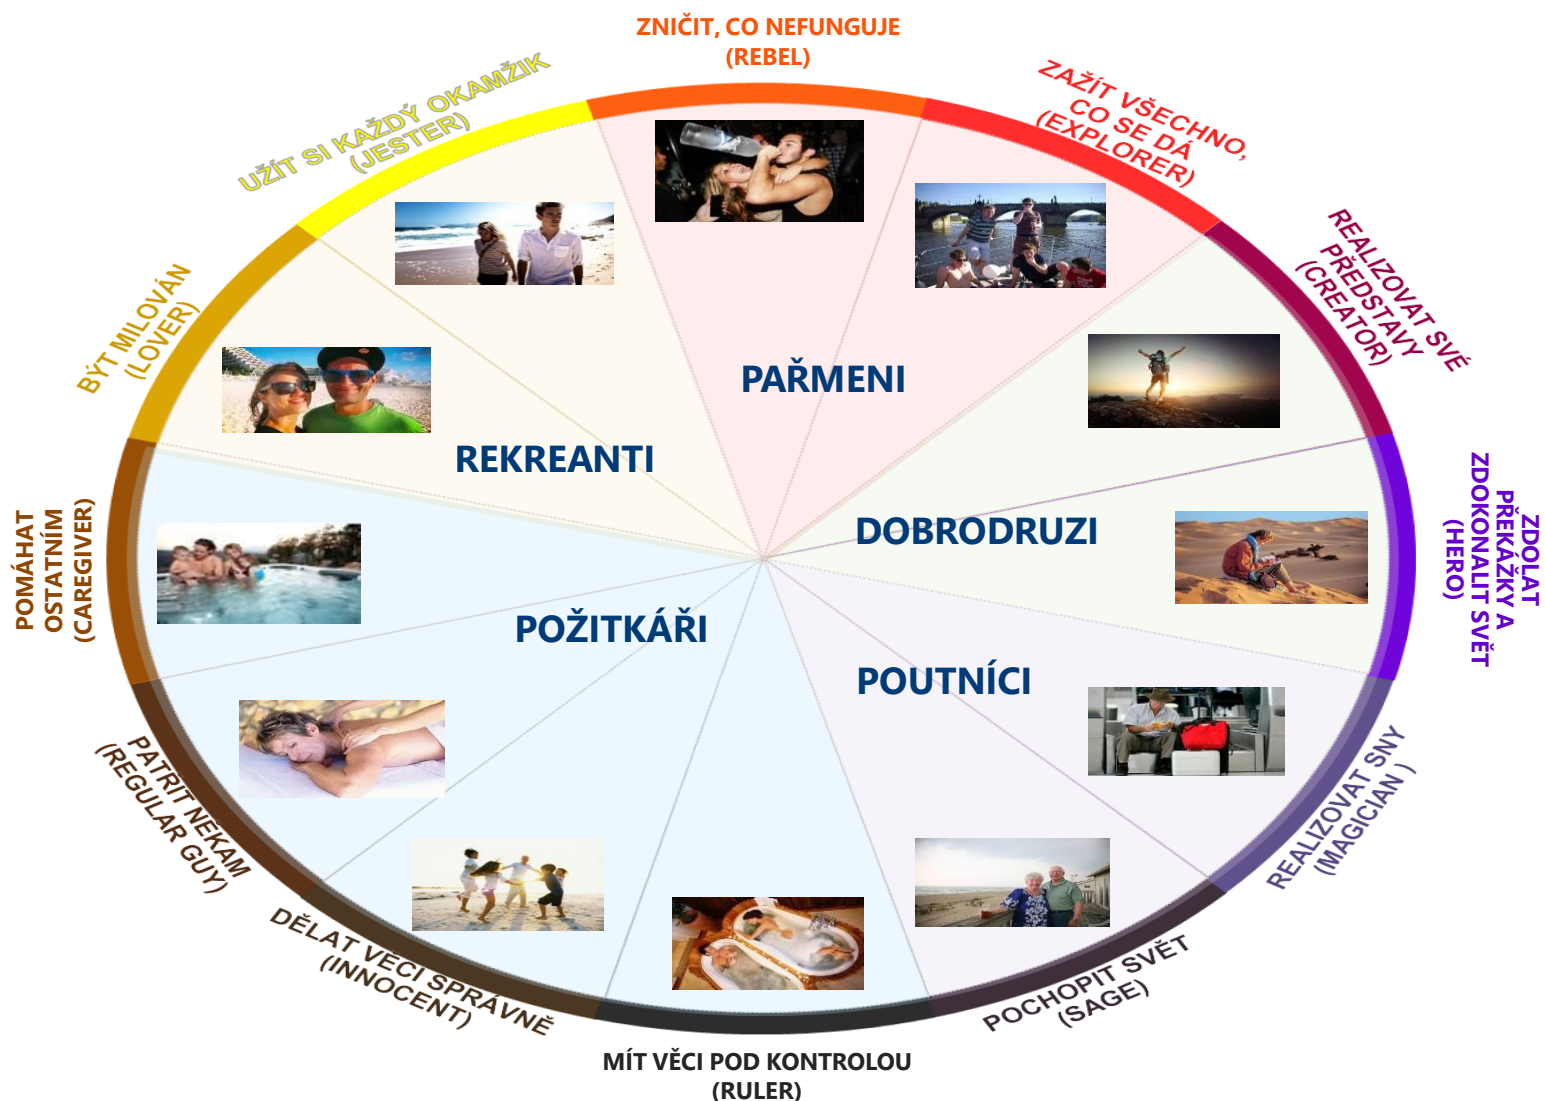 ZNIČIT, CO NEFUNGUJE
(REBEL)
ZAŽÍT VŠECHNO,
CO SE DÁ
(EXPLORER)
REALIZOVAT SVÉ
PŘEDSTAVY
(CREATOR)
ZDOLAT
PŘEKÁŽKY A
ZDOKONALIT SVĚT
(HERO)
REALIZOVAT SNY
(MAGICIAN )
POCHOPIT SVĚT
(SAGE)
MÍT VĚCI POD KONTROLOU
(RULER)
DĚLAT VĚCI SPRÁVNĚ
(INNOCENT)
PATŘIT NĚKAM
(REGULAR GUY)
POMÁHAT
OSTATNÍM
(CAREGIVER)
BÝT MILOVÁN
(LOVER)
UŽÍT SI KAŽDÝ OKAMŽIK
(JESTER)
PAŘMENI
REKREANTI
DOBRODRUZI
POŽITKÁŘI
POUTNÍCI